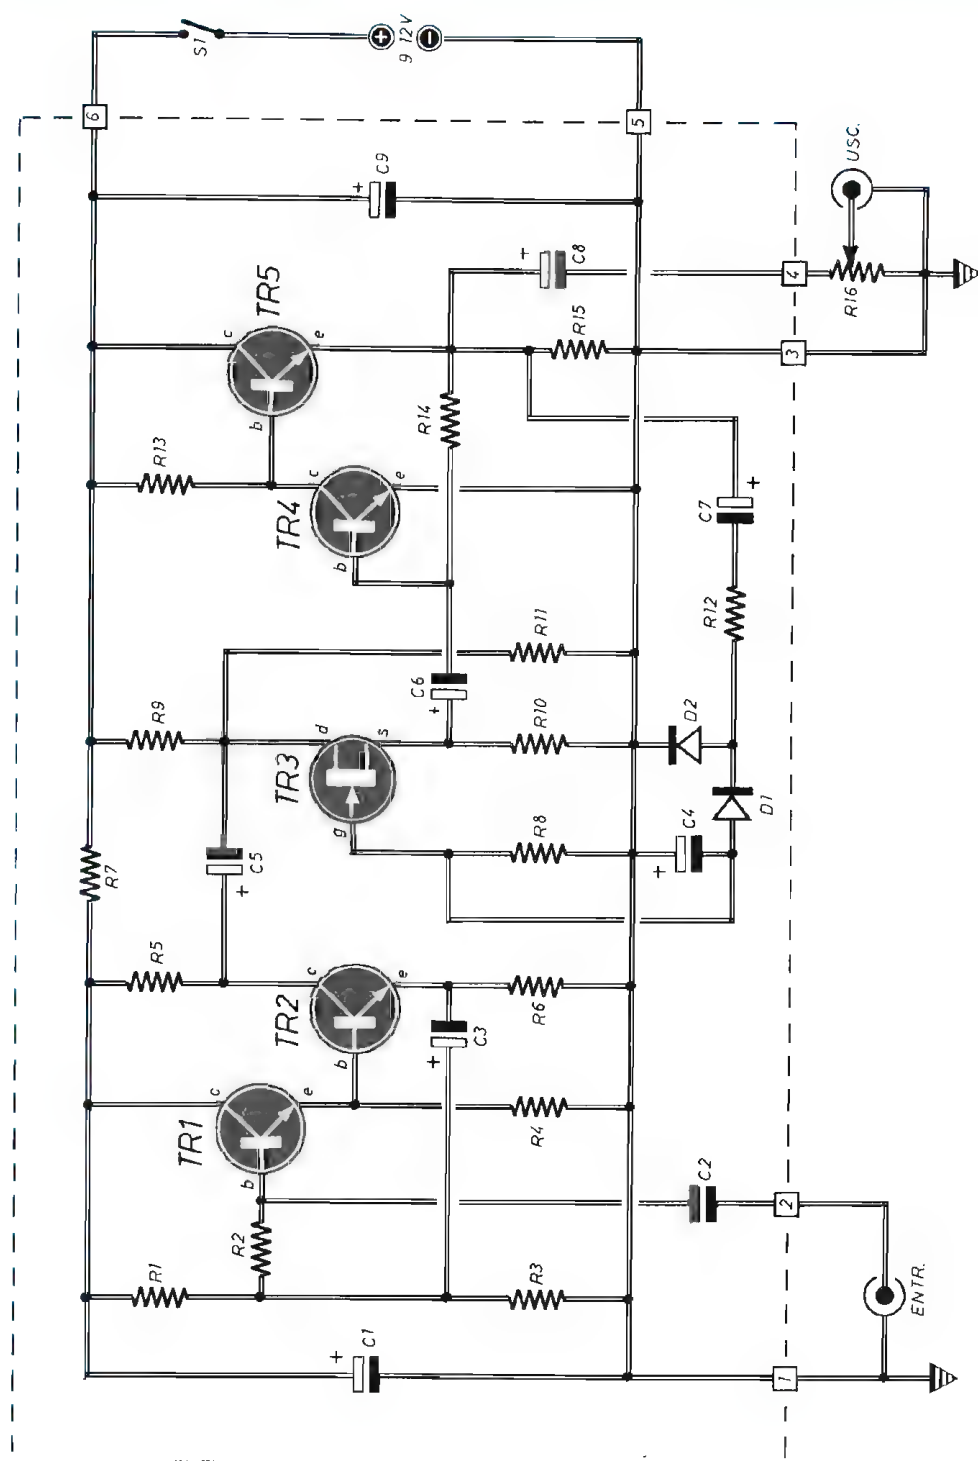 6
R7
R1
R5
R9
R13
S1
TR1
c
b
e
R2
C5
+
TR5
c
b
e
TR2
c
b
e
TR3
d
g
s
TR4
c
b
e
+
C1
+
C9
+ −
9 12V
+
C3
+
C6
R14
R3
R4
R6
R8
R10
R11
R15
+
C8
5
+
C4
D2
C2
C7
+
R12
D1
1
2
3
4
R16
USC.
ENTR.